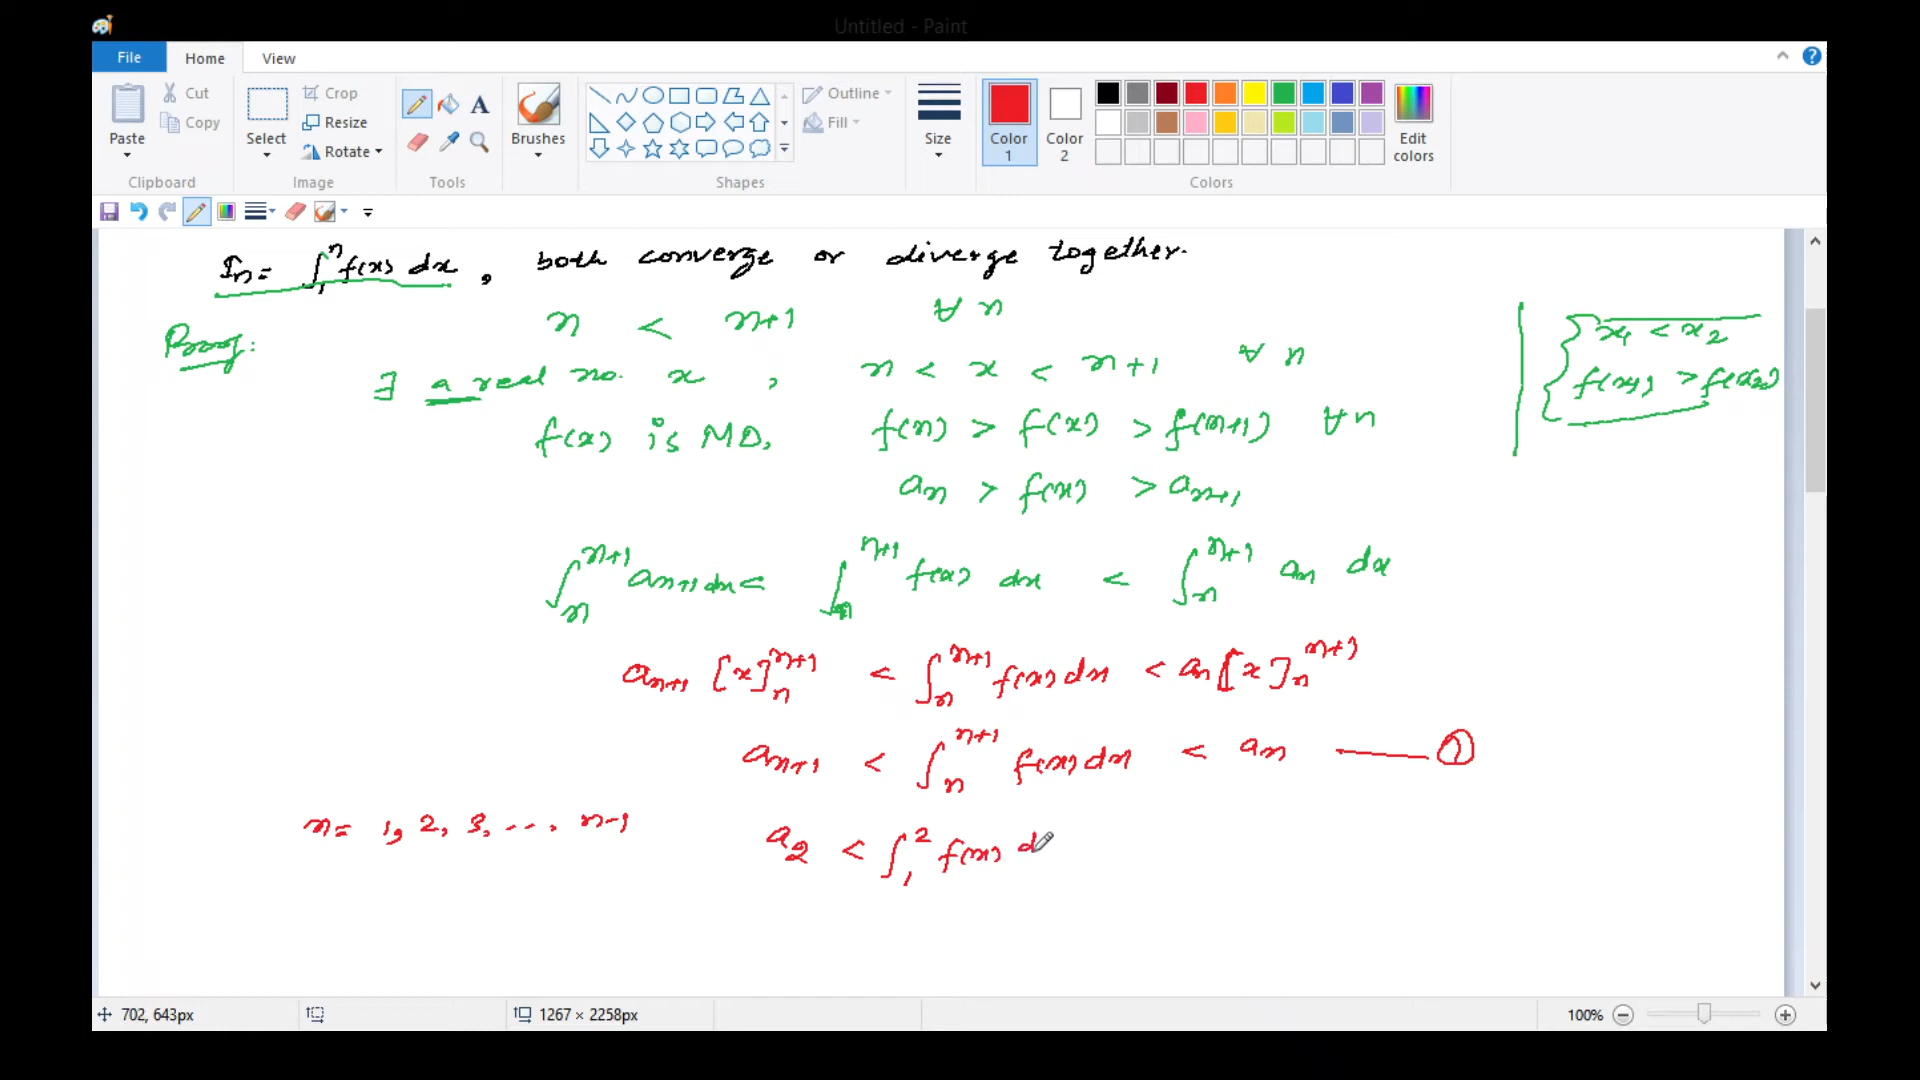 Untitled - Paint
File Home View
Paste Cut Copy Clipboard
Select Crop Resize Rotate Image
A Tools
Brushes
Outline Fill Shapes
Size
Color 1 Color 2 Edit colors Colors
Iₙ = ∫₁ⁿ f(x) dx , both converge or diverge together.
Proof: n < n+1 ∀ n
∃ a real no. x , n < x < n+1 ∀ n
f(x) is MD, f(n) > f(x) > f(n+1) ∀ n
aₙ > f(x) > aₙ₊₁
x₁ < x₂
f(x₁) > f(x₂)
∫ₙⁿ⁺¹ aₙ₊₁ dx < ∫ₙⁿ⁺¹ f(x) dx < ∫ₙⁿ⁺¹ aₙ dx
aₙ₊₁ [x]ₙⁿ⁺¹ < ∫ₙⁿ⁺¹ f(x) dx < aₙ [x]ₙⁿ⁺¹
aₙ₊₁ < ∫ₙⁿ⁺¹ f(x) dx < aₙ —— ①
n = 1, 2, 3, ..., n-1 a₂ < ∫₁² f(x) d
702, 643px 1267 × 2258px 100%